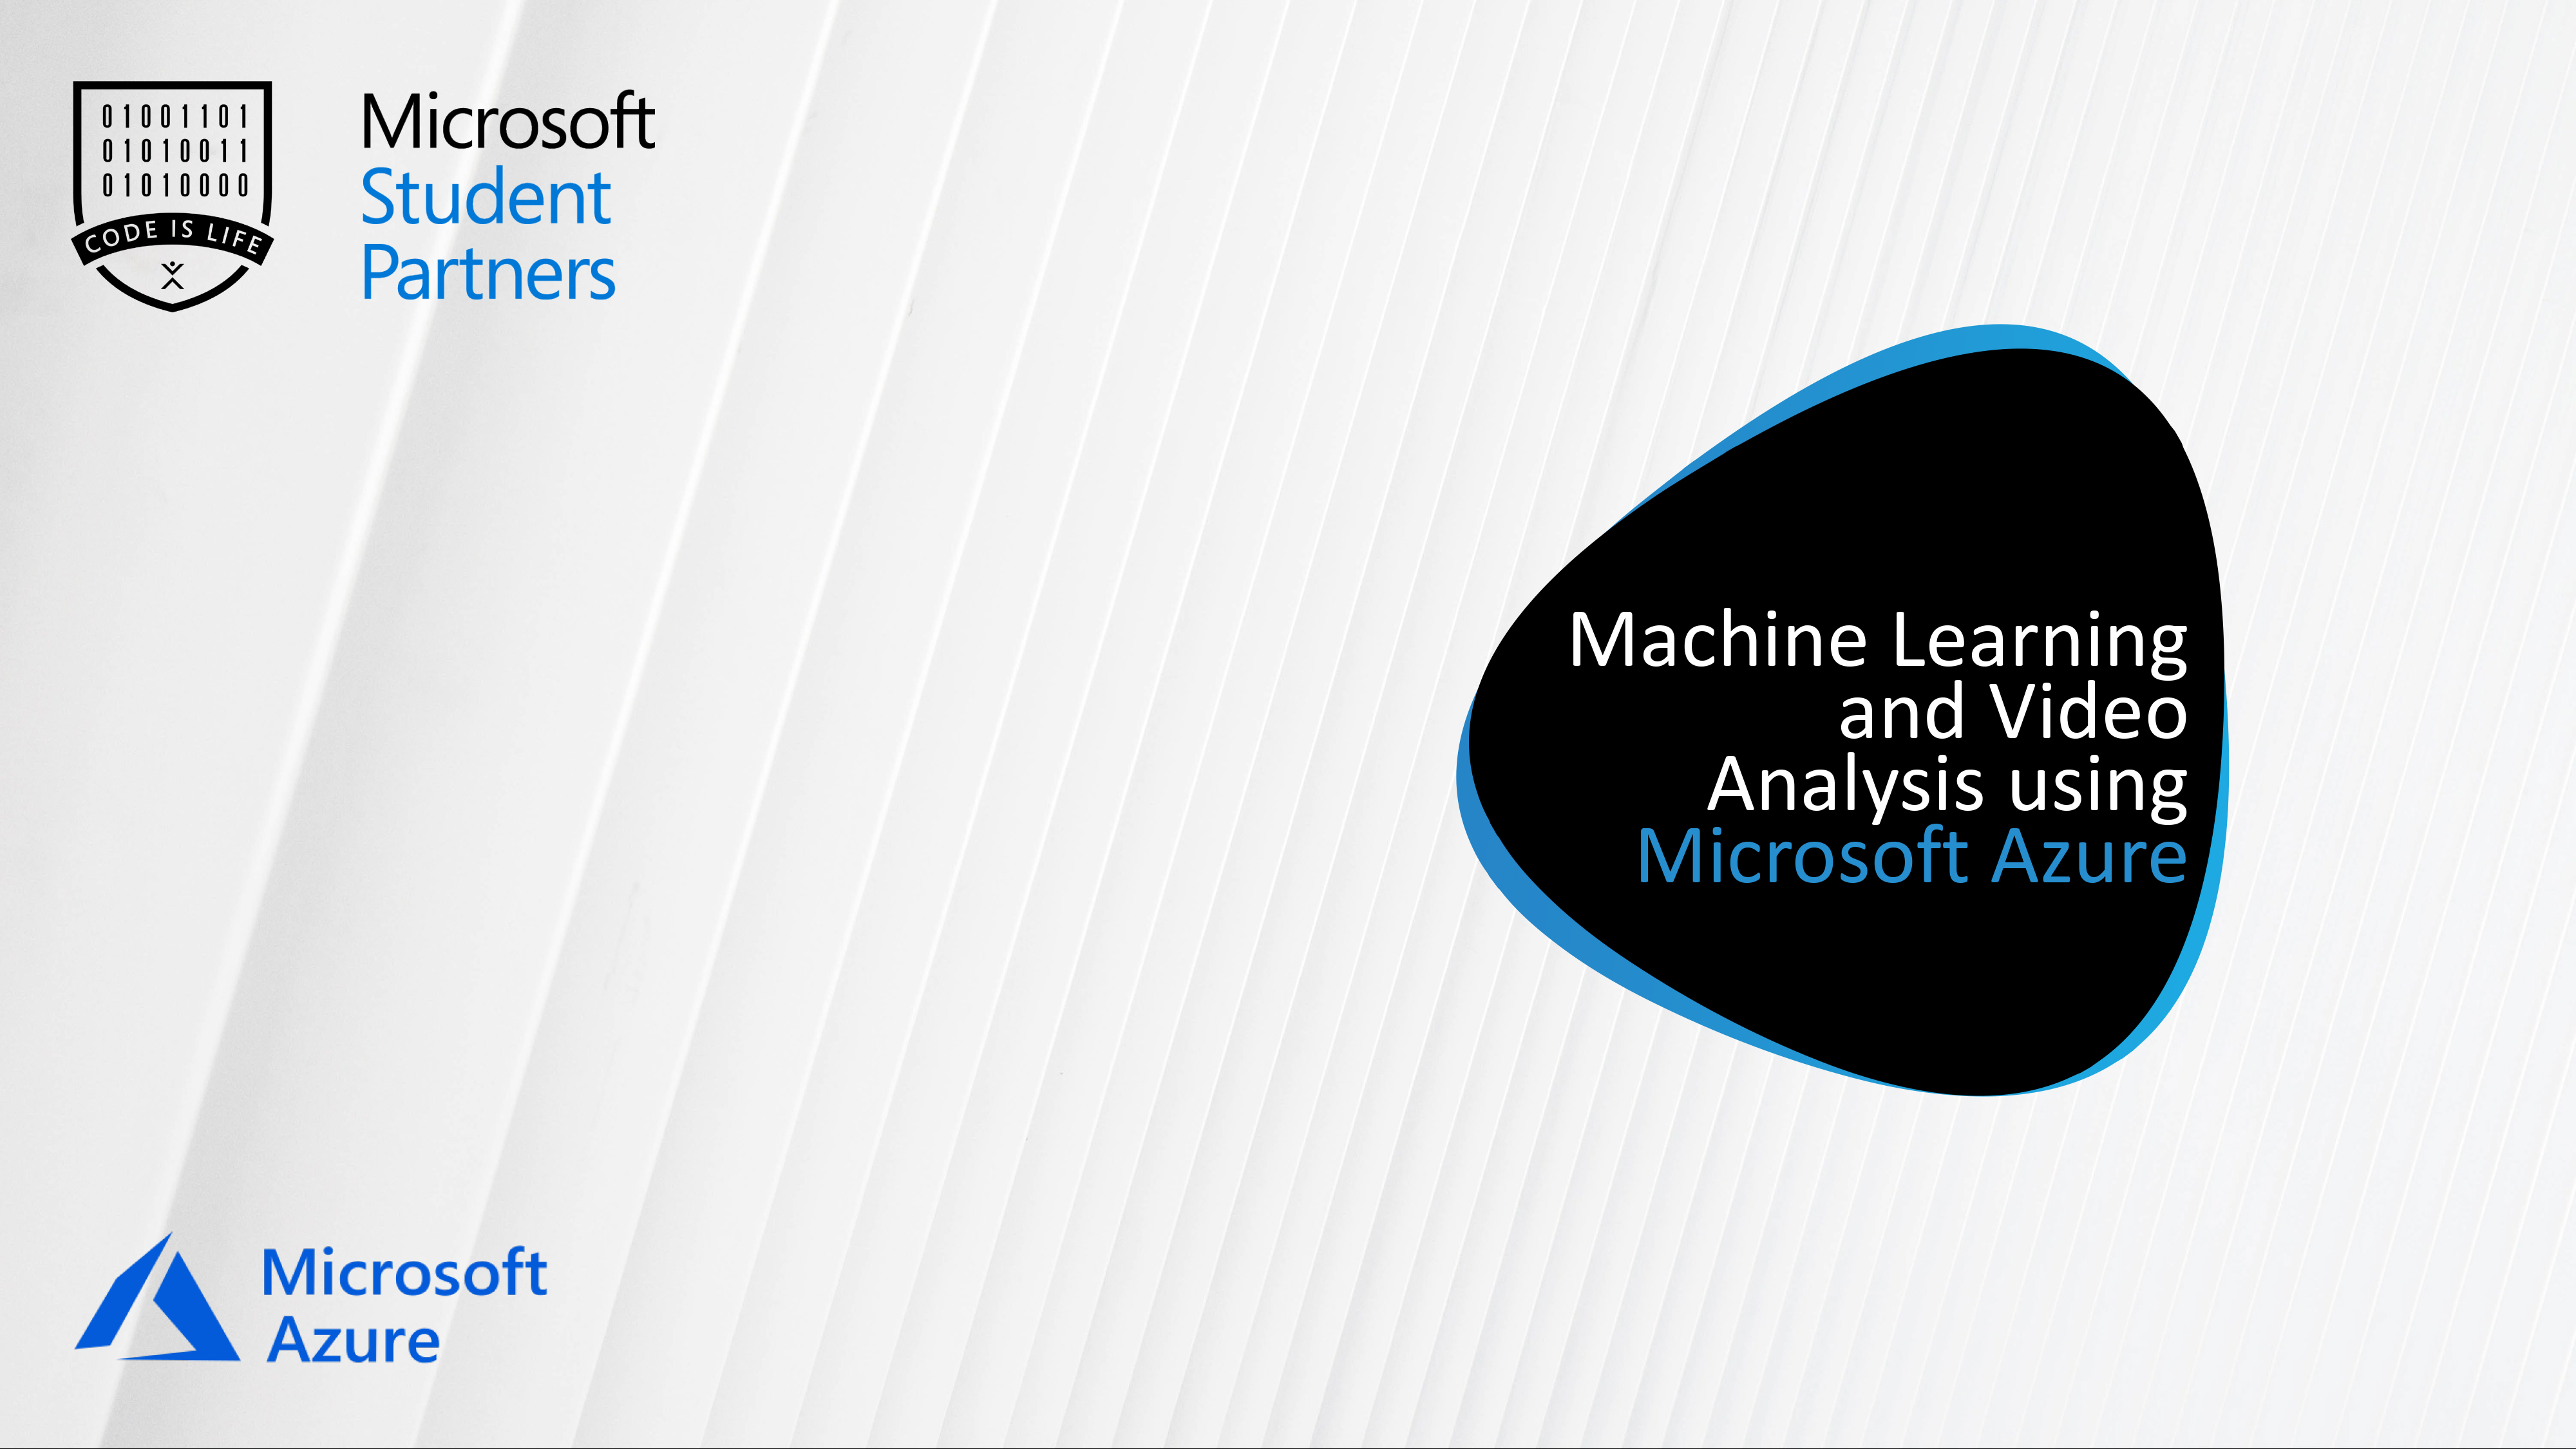 01001101
01010011
01010000
CODE IS LIFE
Microsoft
Student
Partners
Machine Learning
and Video
Analysis using
Microsoft Azure
Microsoft
Azure